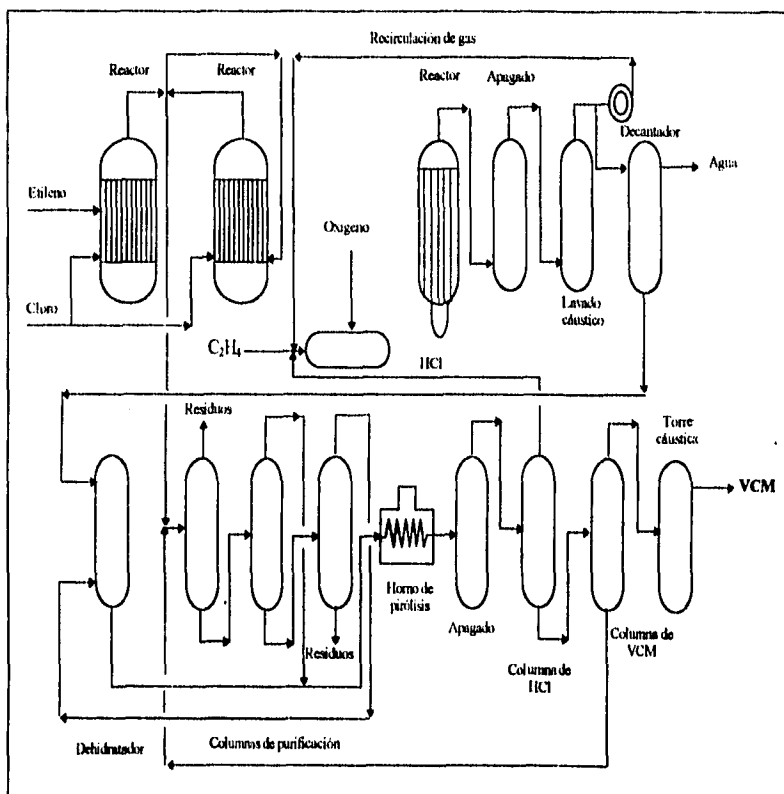 Recirculación de gas
Reactor
Reactor
Reactor
Apagado
Decantador
Agua
Etileno
Oxigeno
Lavado
cáustico
Cloro
C₂H₄
HCl
Residuos
Torre
cáustica
VCM
Horno de
pirólisis
Apagado
Residuos
Columna de
HCl
Columna de
VCM
Dehidratador
Columnas de purificación